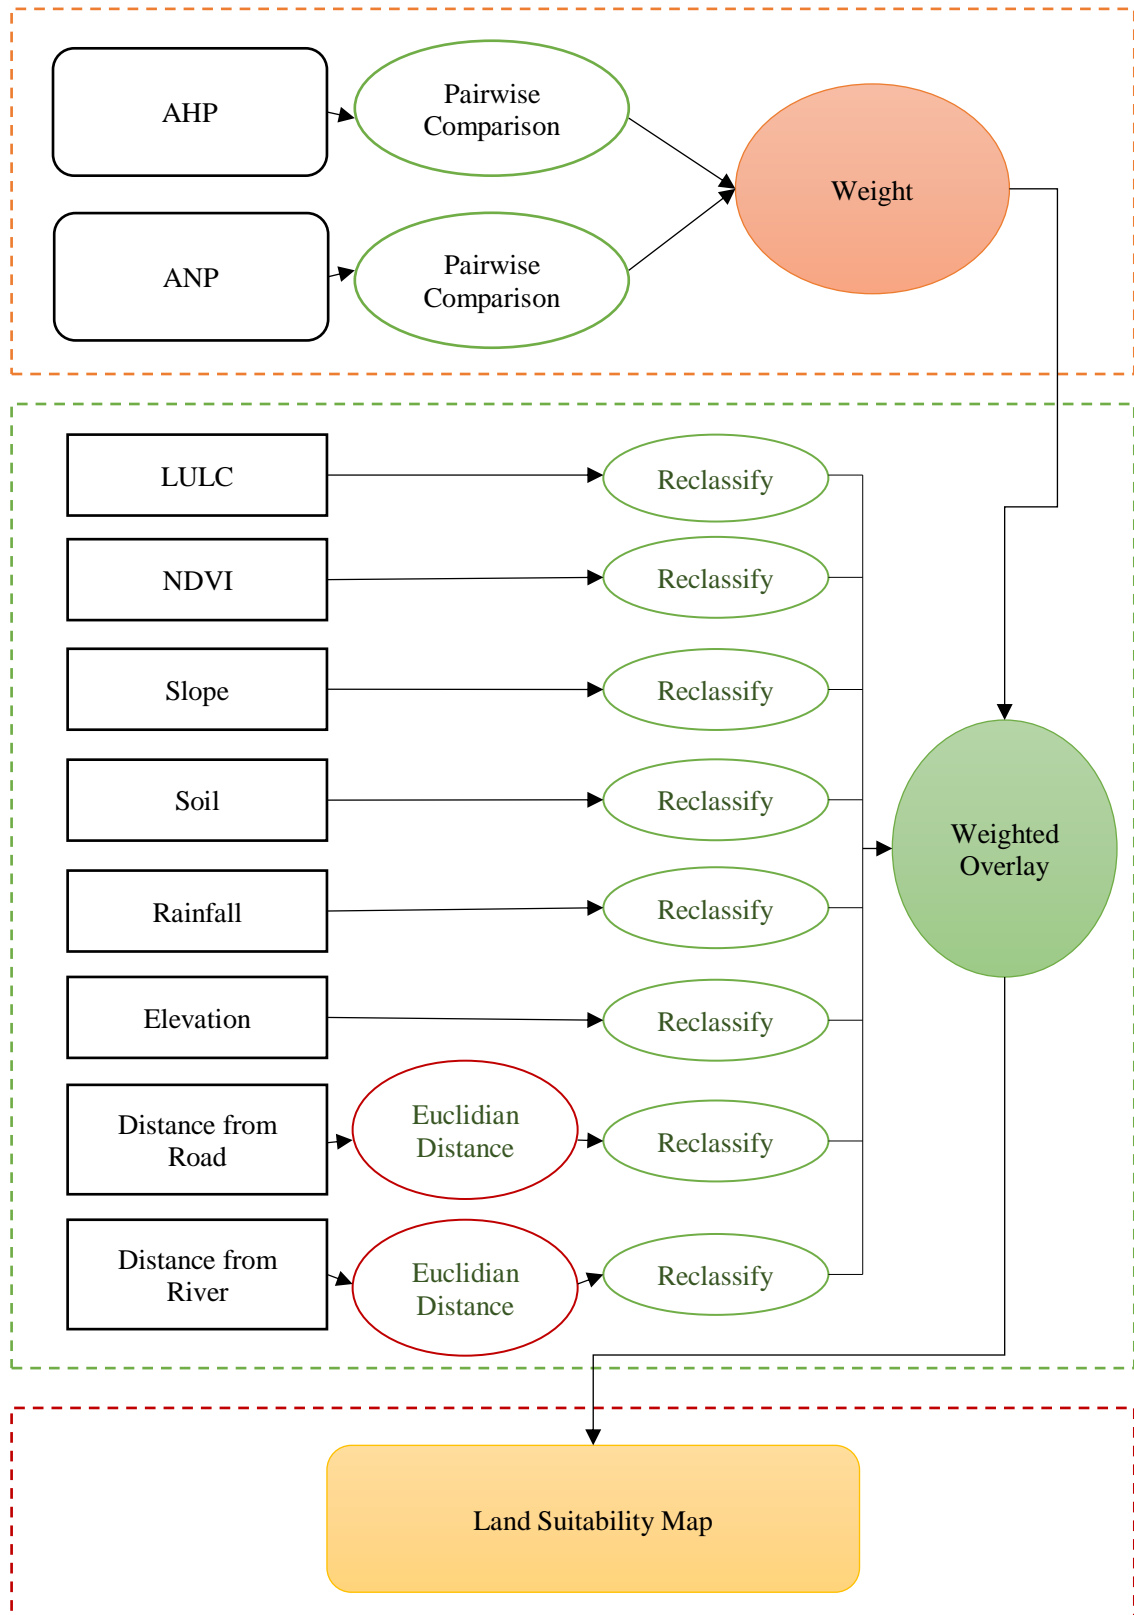 AHP
Pairwise
Comparison
Weight
ANP
Pairwise
Comparison
LULC
Reclassify
NDVI
Reclassify
Slope
Reclassify
Soil
Reclassify
Weighted
Overlay
Rainfall
Reclassify
Elevation
Reclassify
Distance from
Road
Euclidian
Distance
Reclassify
Distance from
River
Euclidian
Distance
Reclassify
Land Suitability Map